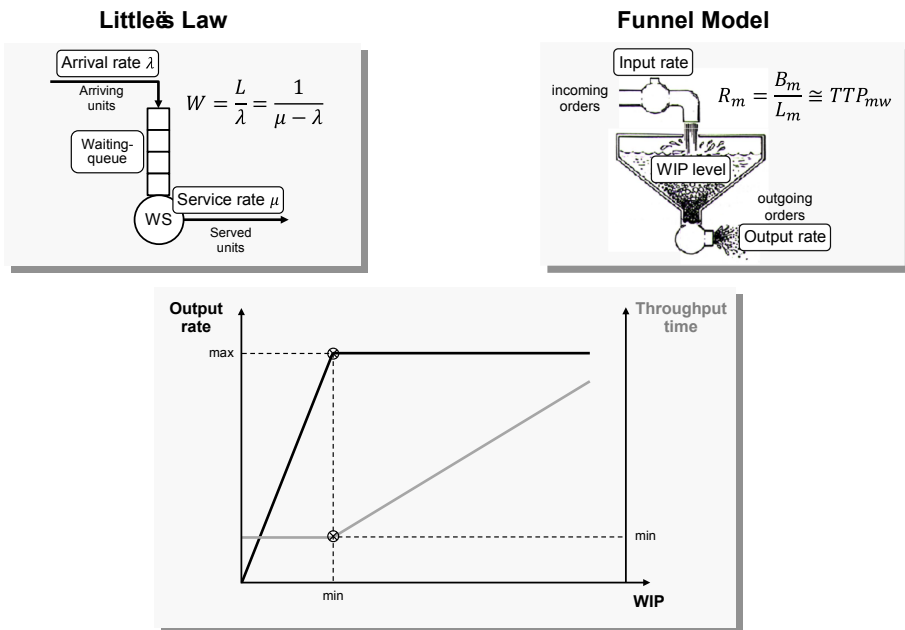 Littleёs Law
Arrival rate λ
Arriving
units
W = L/λ = 1/(μ − λ)
Waiting-
queue
Service rate μ
WS
Served
units
Funnel Model
Input rate
incoming
orders
R_m = B_m/L_m ≅ TTP_mw
WIP level
outgoing
orders
Output rate
Output
rate
Throughput
time
max
min
min
WIP